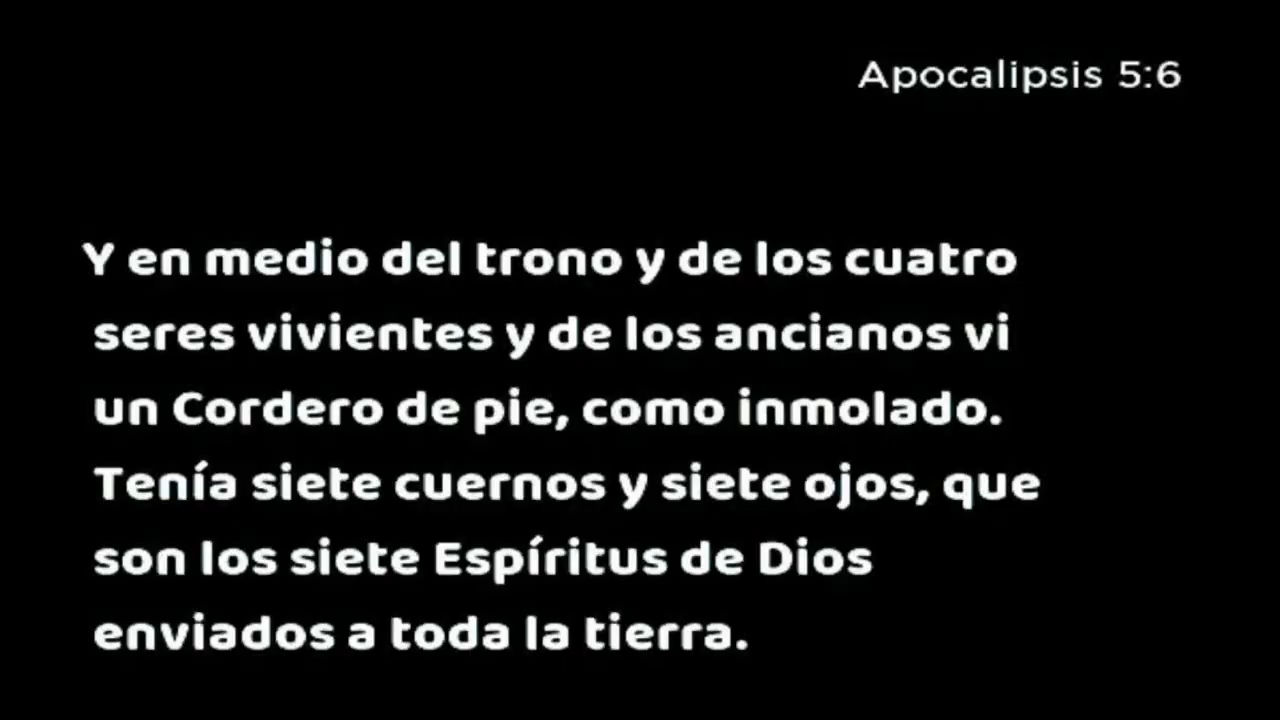 Apocalipsis 5:6
Y en medio del trono y de los cuatro
seres vivientes y de los ancianos vi
un Cordero de pie, como inmolado.
Tenía siete cuernos y siete ojos, que
son los siete Espíritus de Dios
enviados a toda la tierra.